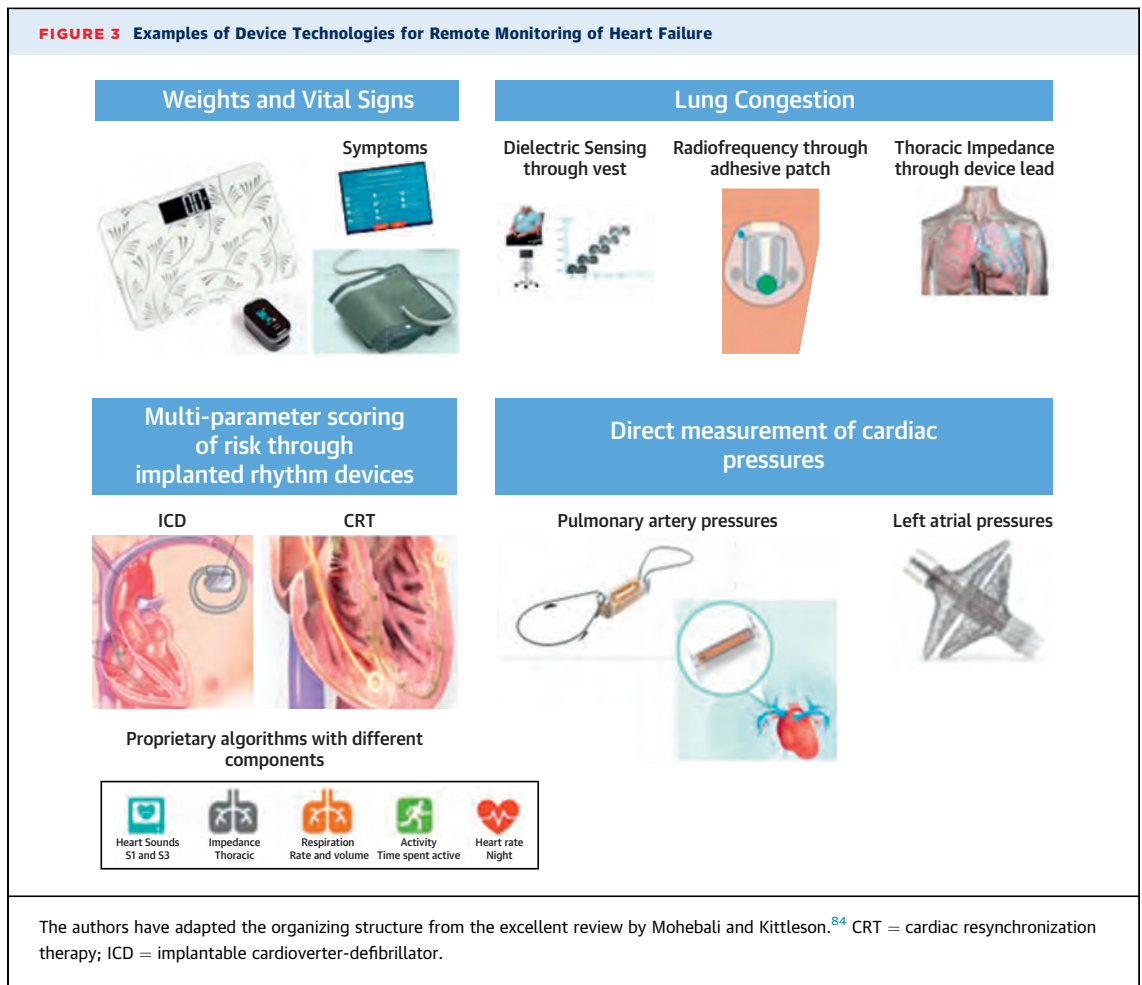 FIGURE 3 Examples of Device Technologies for Remote Monitoring of Heart Failure
Weights and Vital Signs
Symptoms
Lung Congestion
Dielectric Sensing
through vest
Radiofrequency through
adhesive patch
Thoracic Impedance
through device lead
Multi-parameter scoring
of risk through
implanted rhythm devices
ICD
CRT
Proprietary algorithms with different
components
Heart Sounds
S1 and S3
Impedance
Thoracic
Respiration
Rate and volume
Activity
Time spent active
Heart rate
Night
Direct measurement of cardiac
pressures
Pulmonary artery pressures
Left atrial pressures
The authors have adapted the organizing structure from the excellent review by Mohebali and Kittleson.84 CRT = cardiac resynchronization
therapy; ICD = implantable cardioverter-defibrillator.